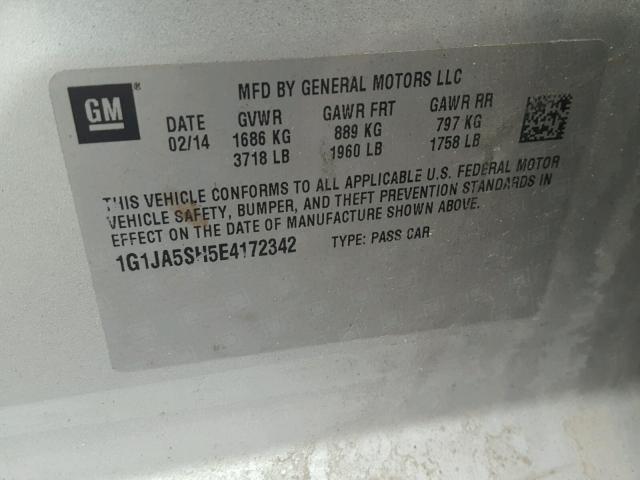 MFD BY GENERAL MOTORS LLC
GM®
DATE GVWR GAWR FRT GAWR RR
02/14 1686 KG 889 KG 797 KG
3718 LB 1960 LB 1758 LB
THIS VEHICLE CONFORMS TO ALL APPLICABLE U.S. FEDERAL MOTOR
VEHICLE SAFETY, BUMPER, AND THEFT PREVENTION STANDARDS IN
EFFECT ON THE DATE OF MANUFACTURE SHOWN ABOVE.
1G1JA5SH5E4172342 TYPE: PASS CAR